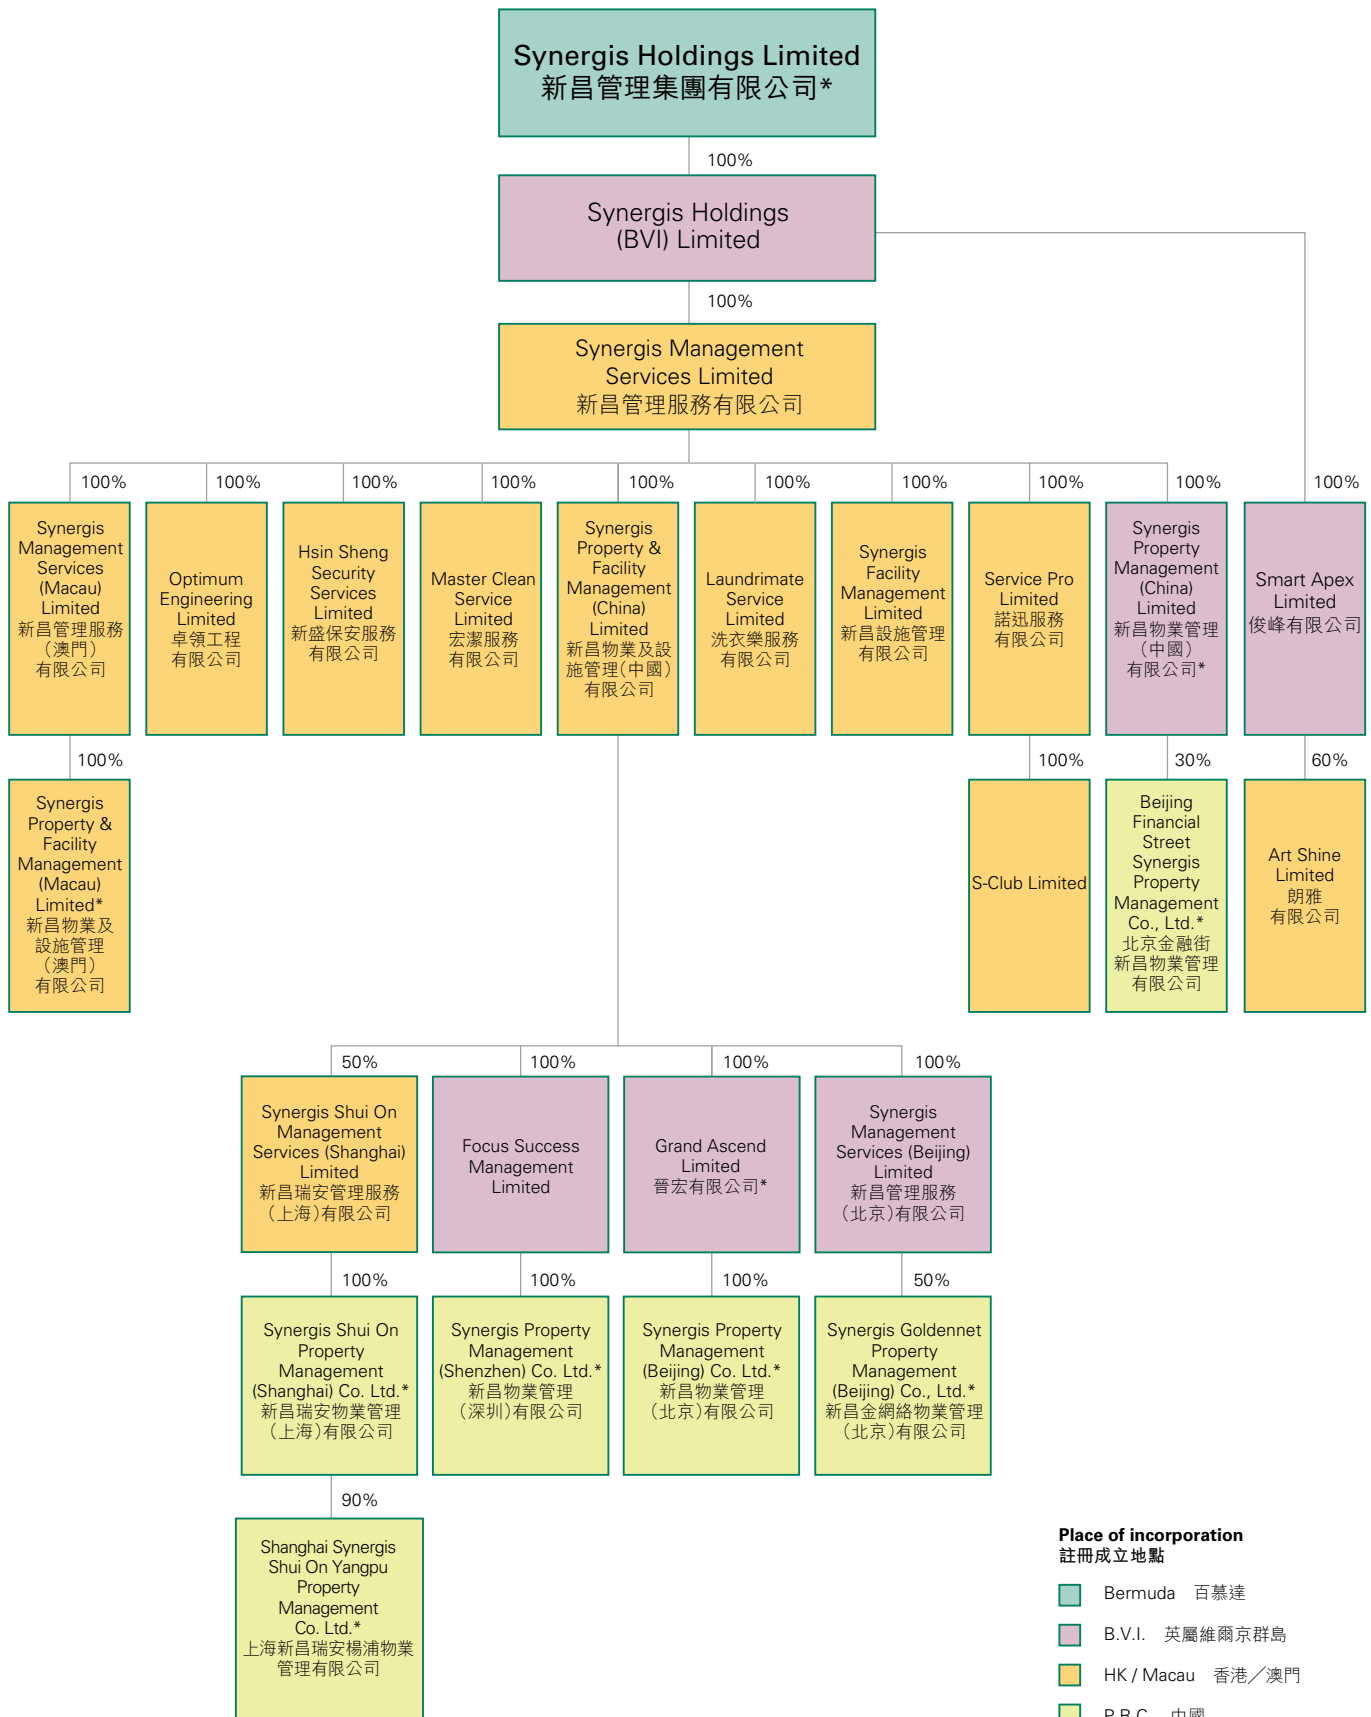 Synergis Holdings Limited
新昌管理集團有限公司*
100%
Synergis Holdings
(BVI) Limited
100%
Synergis Management
Services Limited
新昌管理服務有限公司
100%
100%
100%
100%
100%
100%
100%
100%
100%
100%
Synergis
Management
Services
(Macau)
Limited
新昌管理服務
（澳門）
有限公司
Optimum
Engineering
Limited
卓領工程
有限公司
Hsin Sheng
Security
Services
Limited
新盛保安服務
有限公司
Master Clean
Service
Limited
宏潔服務
有限公司
Synergis
Property &
Facility
Management
(China)
Limited
新昌物業及設
施管理（中國）
有限公司
Laundrimate
Service
Limited
洗衣樂服務
有限公司
Synergis
Facility
Management
Limited
新昌設施管理
有限公司
Service Pro
Limited
諾迅服務
有限公司
Synergis
Property
Management
(China)
Limited
新昌物業管理
（中國）
有限公司*
Smart Apex
Limited
俊峰有限公司
100%
100%
30%
60%
Synergis
Property &
Facility
Management
(Macau)
Limited*
新昌物業及
設施管理
（澳門）
有限公司
S-Club Limited
Beijing
Financial
Street
Synergis
Property
Management
Co., Ltd.*
北京金融街
新昌物業管理
有限公司
Art Shine
Limited
朗雅
有限公司
50%
100%
100%
100%
Synergis Shui On
Management
Services (Shanghai)
Limited
新昌瑞安管理服務
（上海）有限公司
Focus Success
Management
Limited
Grand Ascend
Limited
晉宏有限公司*
Synergis
Management
Services (Beijing)
Limited
新昌管理服務
（北京）有限公司
100%
100%
100%
50%
Synergis Shui On
Property
Management
(Shanghai) Co. Ltd.*
新昌瑞安物業管理
（上海）有限公司
Synergis Property
Management
(Shenzhen) Co. Ltd.*
新昌物業管理
（深圳）有限公司
Synergis Property
Management
(Beijing) Co. Ltd.*
新昌物業管理
（北京）有限公司
Synergis Goldennet
Property
Management
(Beijing) Co., Ltd.*
新昌金網絡物業管理
（北京）有限公司
90%
Shanghai Synergis
Shui On Yangpu
Property
Management
Co. Ltd.*
上海新昌瑞安楊浦物業
管理有限公司
Place of incorporation
註冊成立地點
Bermuda 百慕達
B.V.I. 英屬維爾京群島
HK / Macau 香港／澳門
P.R.C. 中國